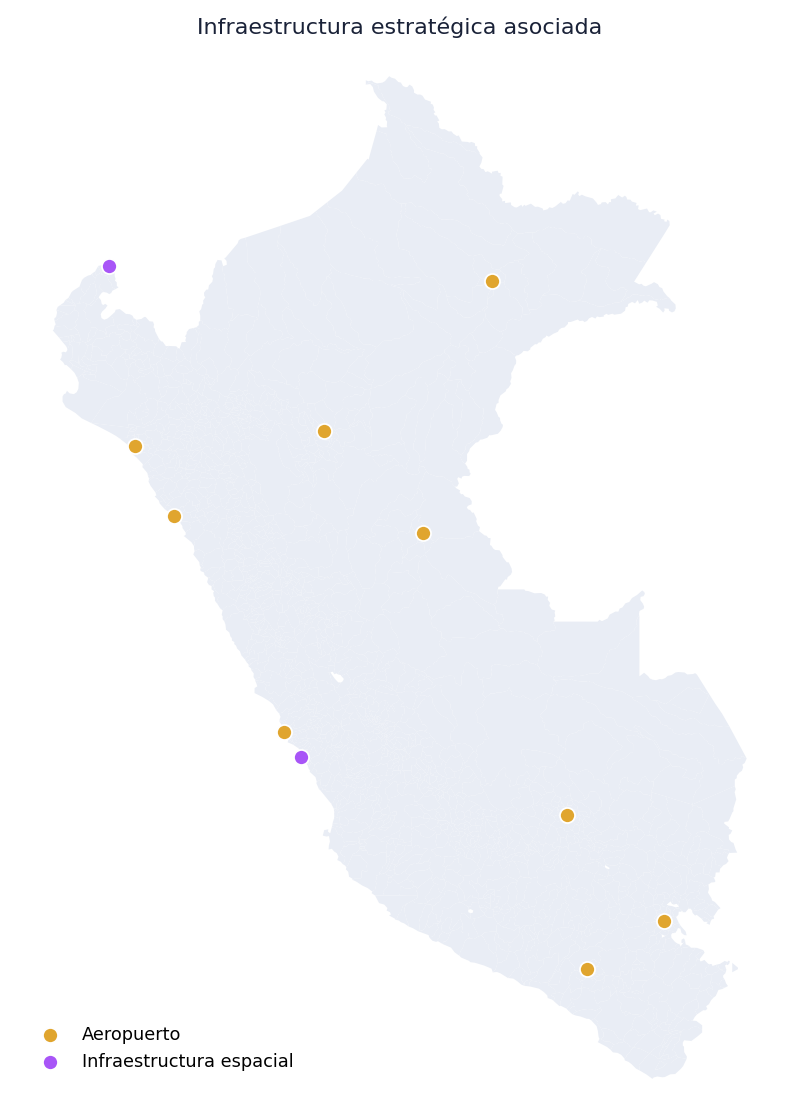 Infraestructura estratégica asociada
Aeropuerto
Infraestructura espacial